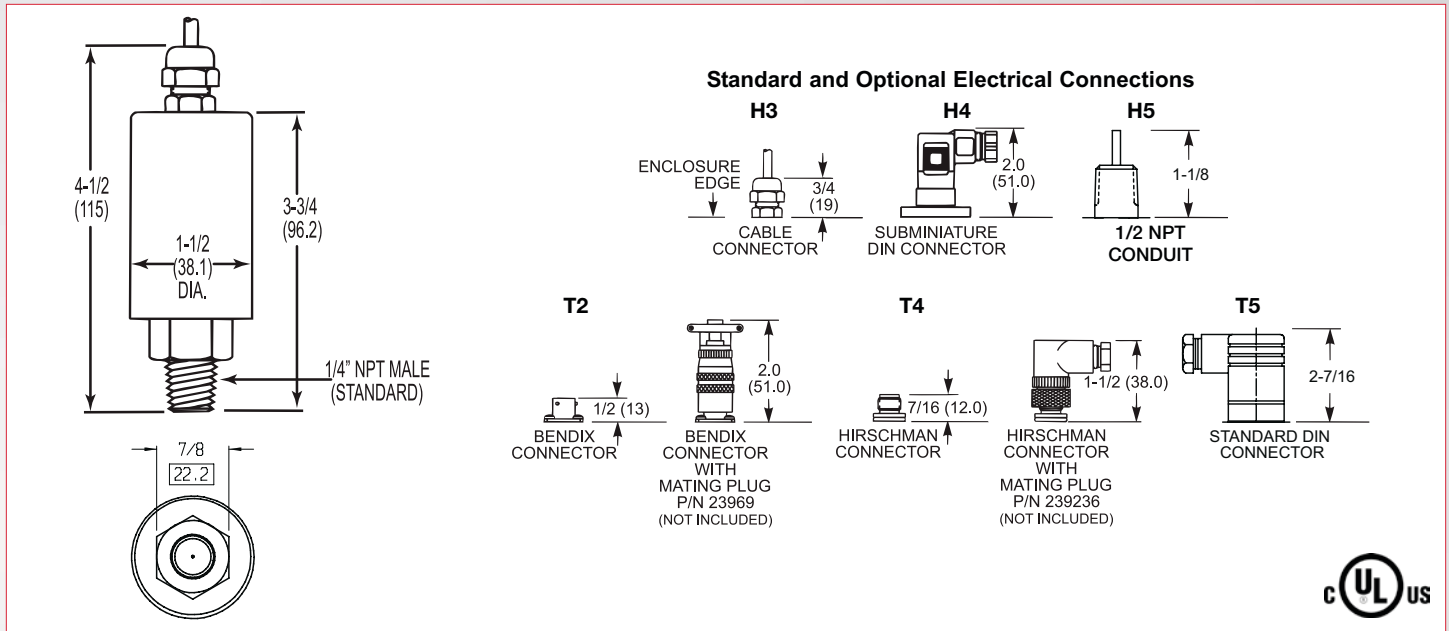 4-1/2
(115)
3-3/4
(96.2)
1-1/2
(38.1)
DIA.
1/4” NPT MALE
(STANDARD)
7/8
22.2
Standard and Optional Electrical Connections
H3
ENCLOSURE
EDGE
3/4
(19)
CABLE
CONNECTOR
H4
2.0
(51.0)
SUBMINIATURE
DIN CONNECTOR
H5
1-1/8
1/2 NPT
CONDUIT
T2
1/2 (13)
BENDIX
CONNECTOR
2.0
(51.0)
BENDIX
CONNECTOR
WITH
MATING PLUG
P/N 23969
(NOT INCLUDED)
T4
7/16 (12.0)
HIRSCHMAN
CONNECTOR
1-1/2 (38.0)
HIRSCHMAN
CONNECTOR
WITH
MATING PLUG
P/N 239236
(NOT INCLUDED)
T5
2-7/16
STANDARD DIN
CONNECTOR
C UL ® US